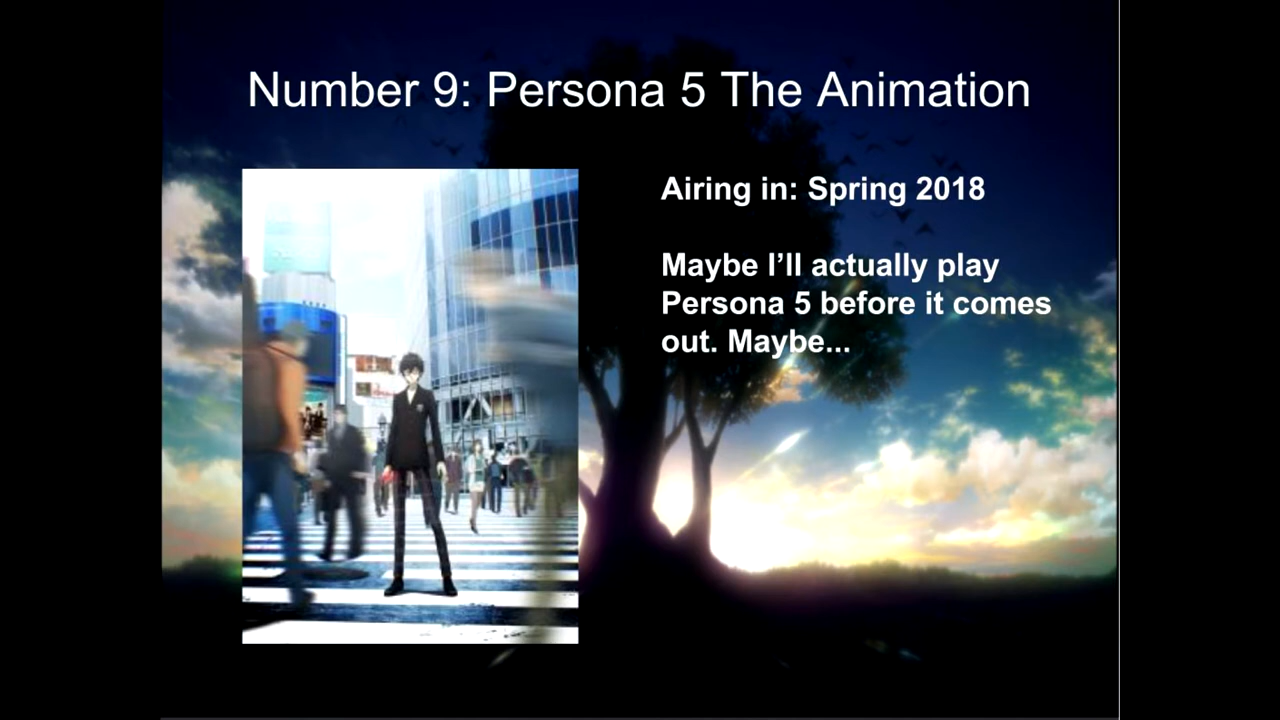 Number 9: Persona 5 The Animation
Airing in: Spring 2018
Maybe I’ll actually play
Persona 5 before it comes
out. Maybe...